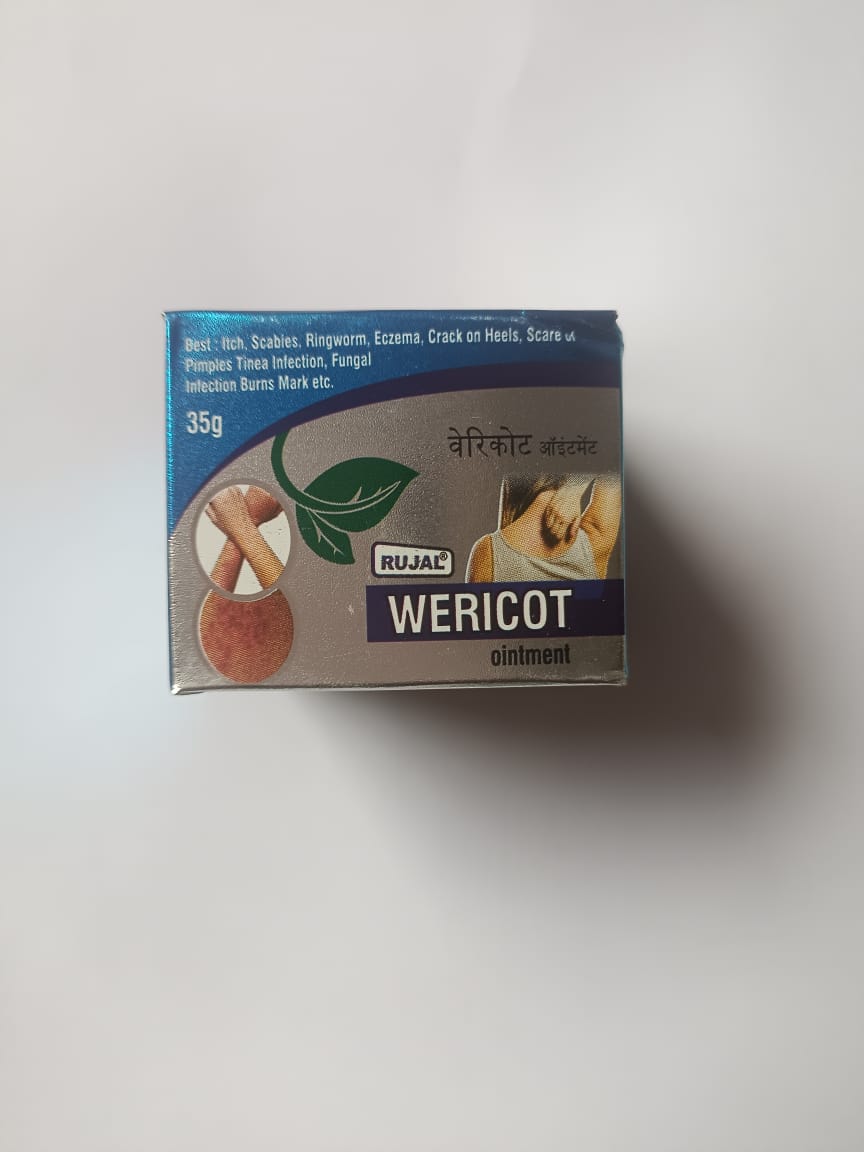 Best : Itch, Scabies, Ringworm, Eczema, Crack on Heels, Scare of
Pimples Tinea Infection, Fungal
Infection Burns Mark etc.
35g
वेरिकोट ऑइंटमेंट
RUJAL®
WERICOT
ointment